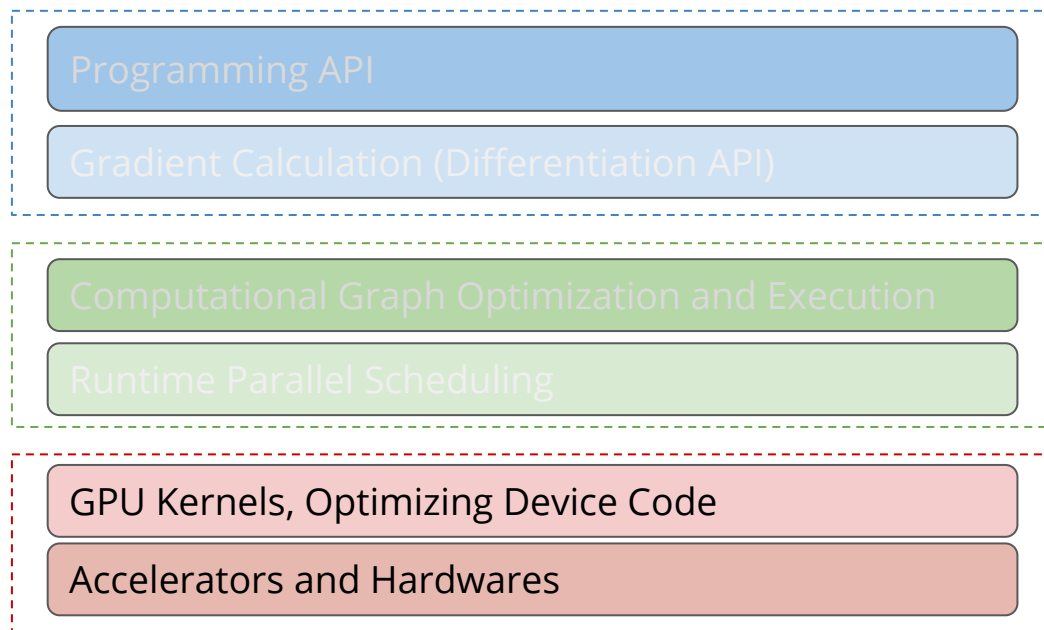 Programming API
Gradient Calculation (Differentiation API)
Computational Graph Optimization and Execution
Runtime Parallel Scheduling
GPU Kernels, Optimizing Device Code
Accelerators and Hardwares